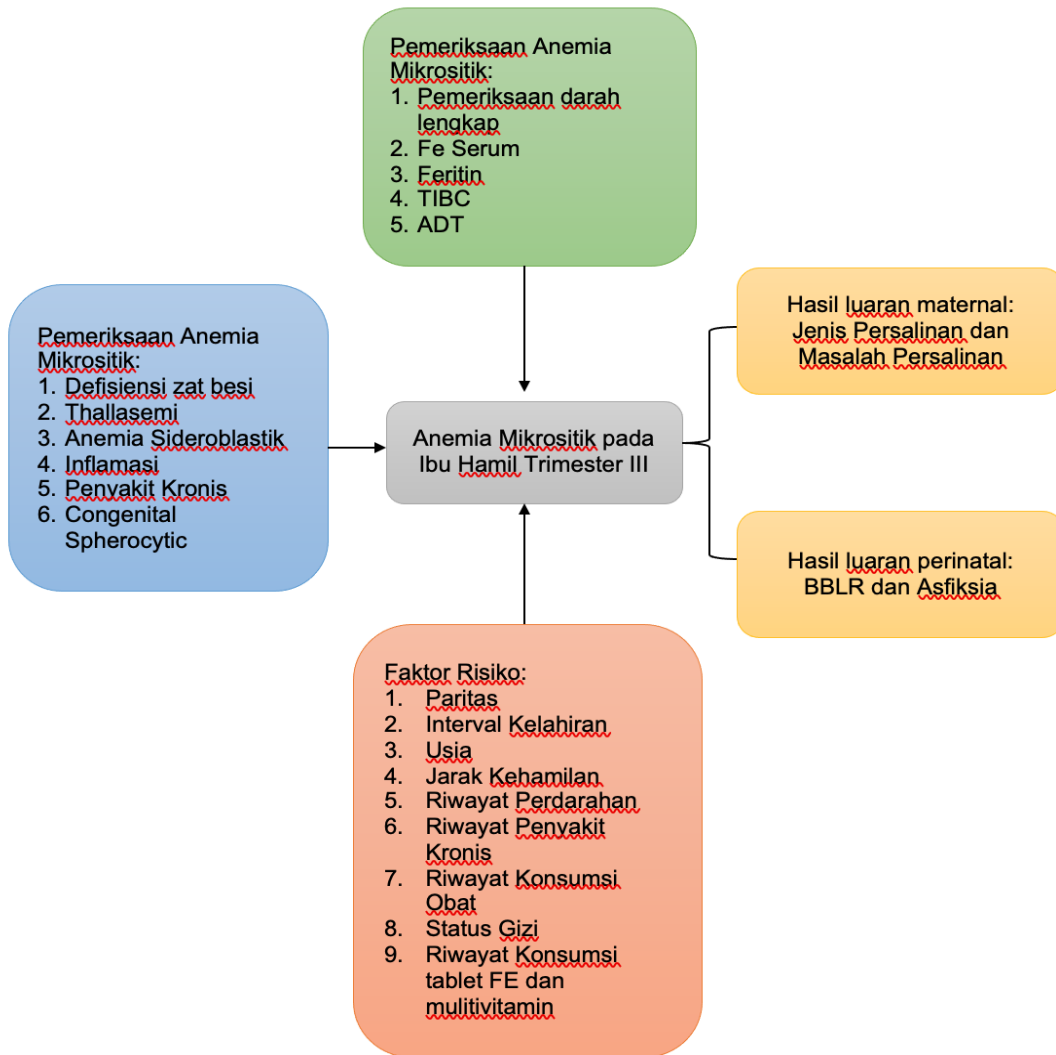 Pemeriksaan Anemia
Mikrositik:
1. Pemeriksaan darah
lengkap
2. Fe Serum
3. Feritin
4. TIBC
5. ADT
Pemeriksaan Anemia
Mikrositik:
1. Defisiensi zat besi
2. Thallasemi
3. Anemia Sideroblastik
4. Inflamasi
5. Penyakit Kronis
6. Congenital
Spherocytic
Anemia Mikrositik pada
Ibu Hamil Trimester III
Hasil luaran maternal:
Jenis Persalinan dan
Masalah Persalinan
Hasil luaran perinatal:
BBLR dan Asfiksia
Faktor Risiko:
1. Paritas
2. Interval Kelahiran
3. Usia
4. Jarak Kehamilan
5. Riwayat Perdarahan
6. Riwayat Penyakit
Kronis
7. Riwayat Konsumsi
Obat
8. Status Gizi
9. Riwayat Konsumsi
tablet FE dan
mulitivitamin